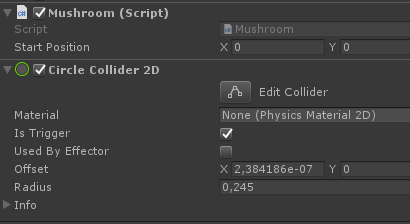 Mushroom (Script)
Script Mushroom
Start Position X 0 Y 0
Circle Collider 2D
Edit Collider
Material None (Physics Material 2D)
Is Trigger
Used By Effector
Offset X 2,384186e-07 Y 0
Radius 0,245
Info